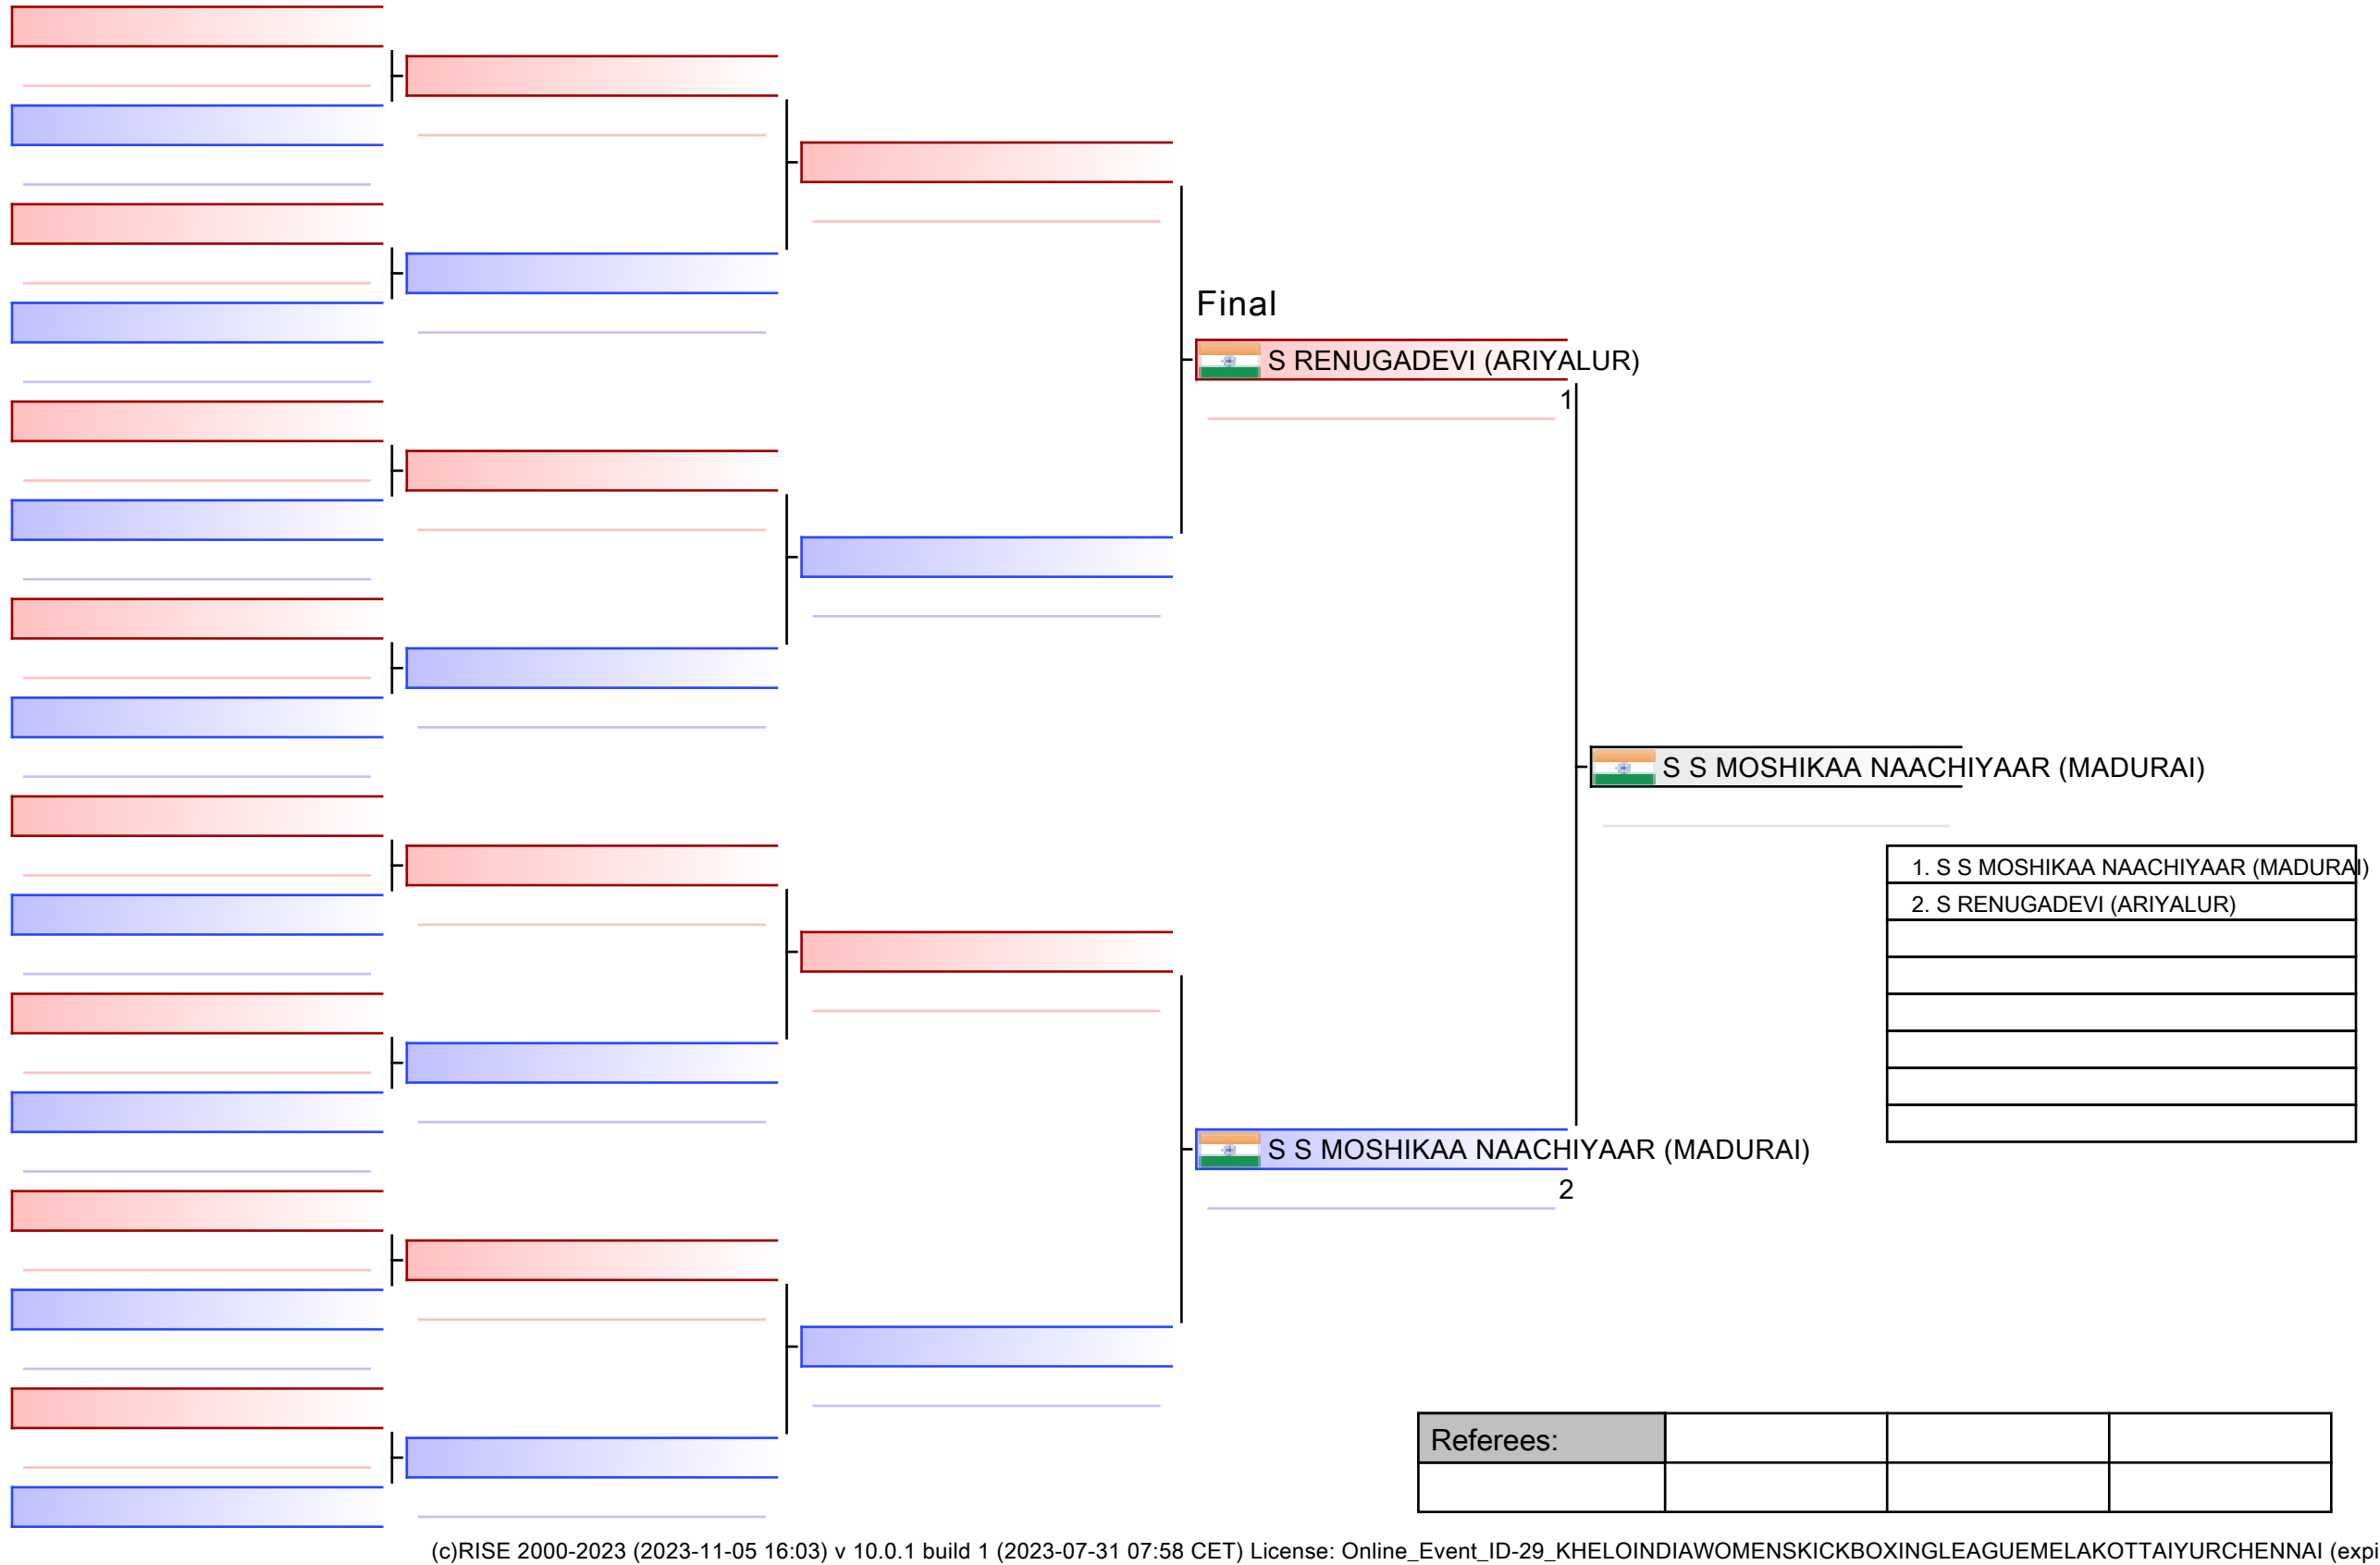 Final
S RENUGADEVI (ARIYALUR)
1
S S MOSHIKAA NAACHIYAAR (MADURAI)
1. S S MOSHIKAA NAACHIYAAR (MADURAI)
2. S RENUGADEVI (ARIYALUR)
S S MOSHIKAA NAACHIYAAR (MADURAI)
2
Referees:
(c)RISE 2000-2023 (2023-11-05 16:03) v 10.0.1 build 1 (2023-07-31 07:58 CET) License: Online_Event_ID-29_KHELOINDIAWOMENSKICKBOXINGLEAGUEMELAKOTTAIYURCHENNAI (exp